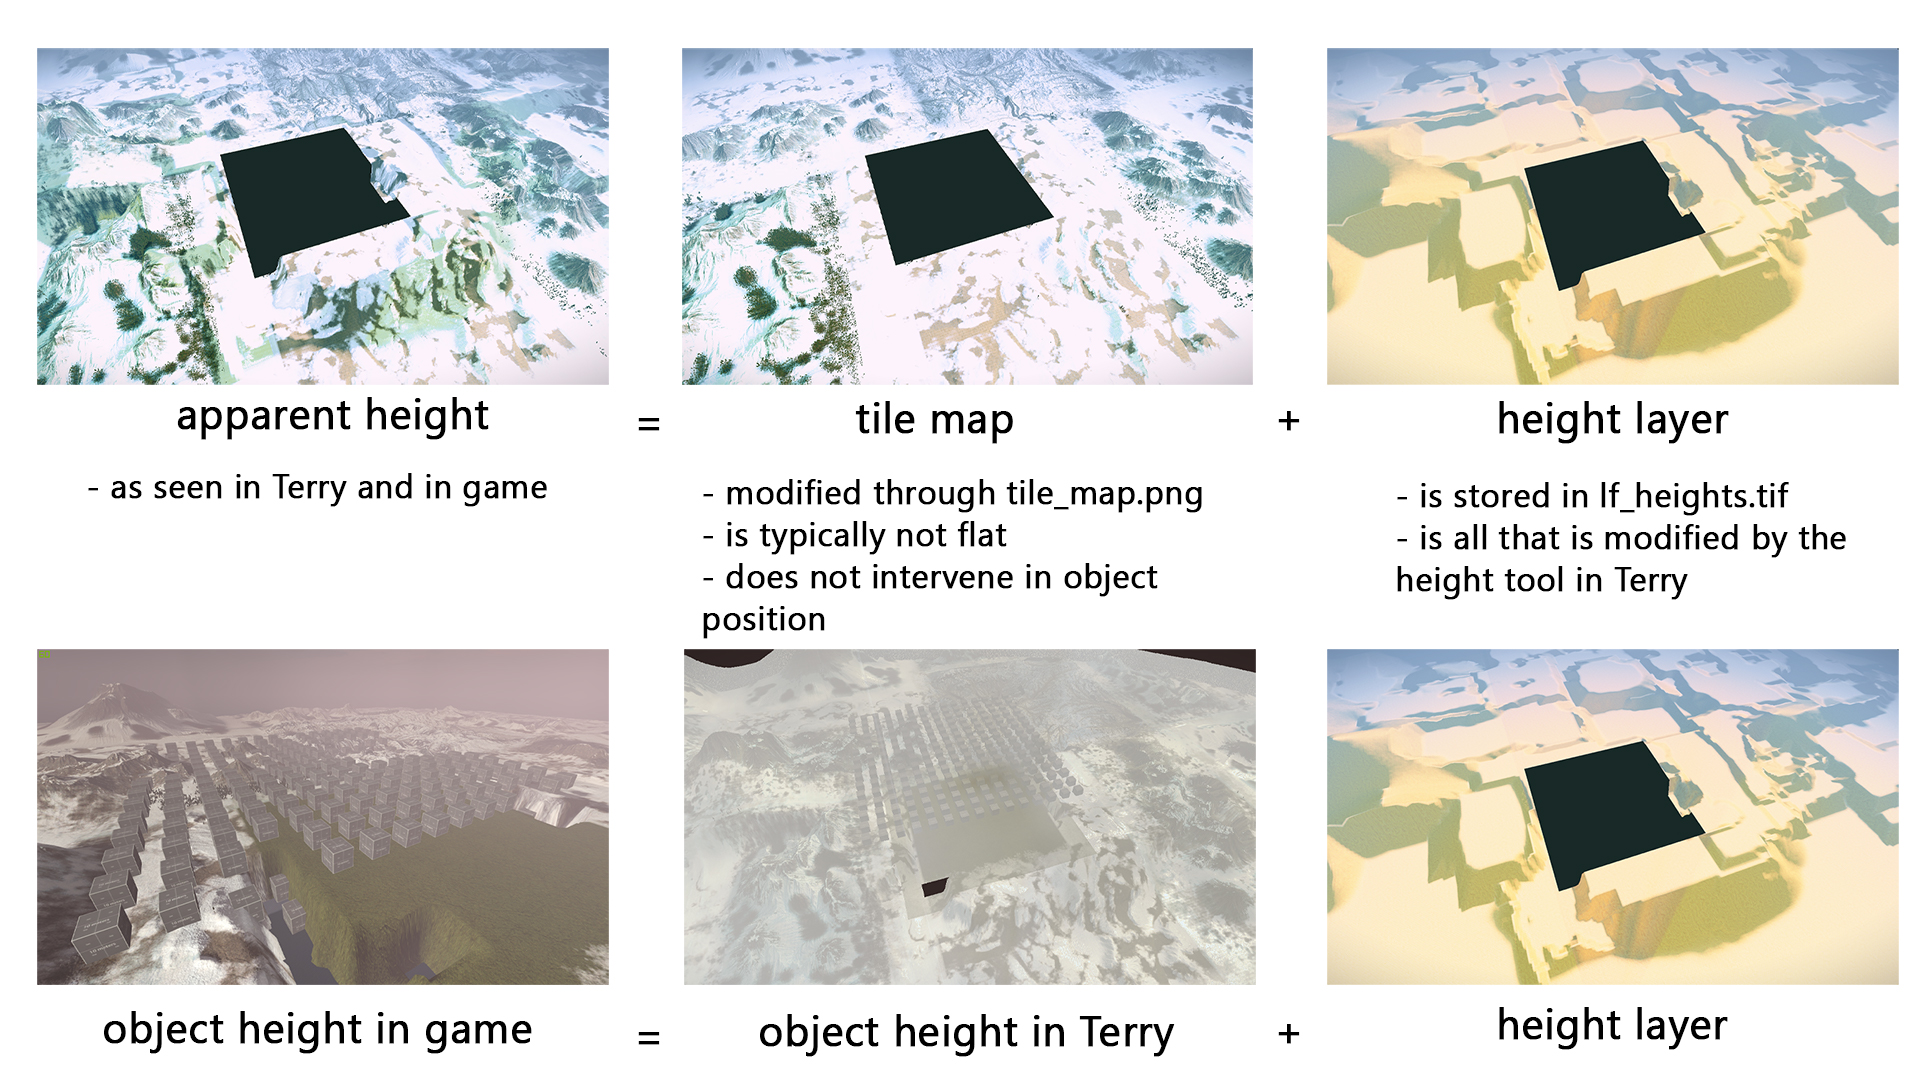 apparent height
=
tile map
+
height layer
- as seen in Terry and in game
- modified through tile_map.png
- is typically not flat
- does not intervene in object
position
- is stored in lf_heights.tif
- is all that is modified by the
height tool in Terry
object height in game
=
object height in Terry
+
height layer